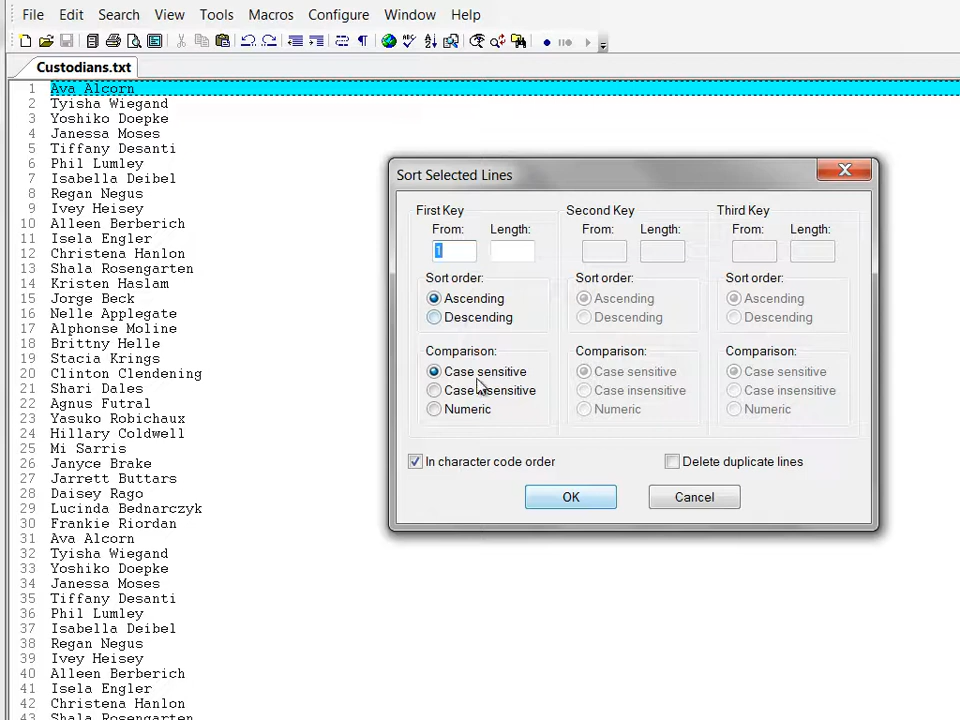 File Edit Search View Tools Macros Configure Window Help
Custodians.txt
1 Ava Alcorn
2 Tyisha Wiegand
3 Yoshiko Doepke
4 Janessa Moses
5 Tiffany Desanti
6 Phil Lumley
7 Isabella Deibel
8 Regan Negus
9 Ivey Heisey
10 Alleen Berberich
11 Isela Engler
12 Christena Hanlon
13 Shala Rosengarten
14 Kristen Haslam
15 Jorge Beck
16 Nelle Applegate
17 Alphonse Moline
18 Brittny Helle
19 Stacia Krings
20 Clinton Clendening
21 Shari Dales
22 Agnus Futral
23 Yasuko Robichaux
24 Hillary Coldwell
25 Mi Sarris
26 Janyce Brake
27 Jarrett Buttars
28 Daisey Rago
29 Lucinda Bednarczyk
30 Frankie Riordan
31 Ava Alcorn
32 Tyisha Wiegand
33 Yoshiko Doepke
34 Janessa Moses
35 Tiffany Desanti
36 Phil Lumley
37 Isabella Deibel
38 Regan Negus
39 Ivey Heisey
40 Alleen Berberich
41 Isela Engler
42 Christena Hanlon
43 Shala Rosengarten
Sort Selected Lines
First Key Second Key Third Key
From: Length: From: Length: From: Length:
1
Sort order: Sort order: Sort order:
Ascending Ascending Ascending
Descending Descending Descending
Comparison: Comparison: Comparison:
Case sensitive Case sensitive Case sensitive
Case insensitive Case insensitive Case insensitive
Numeric Numeric Numeric
In character code order Delete duplicate lines
OK Cancel